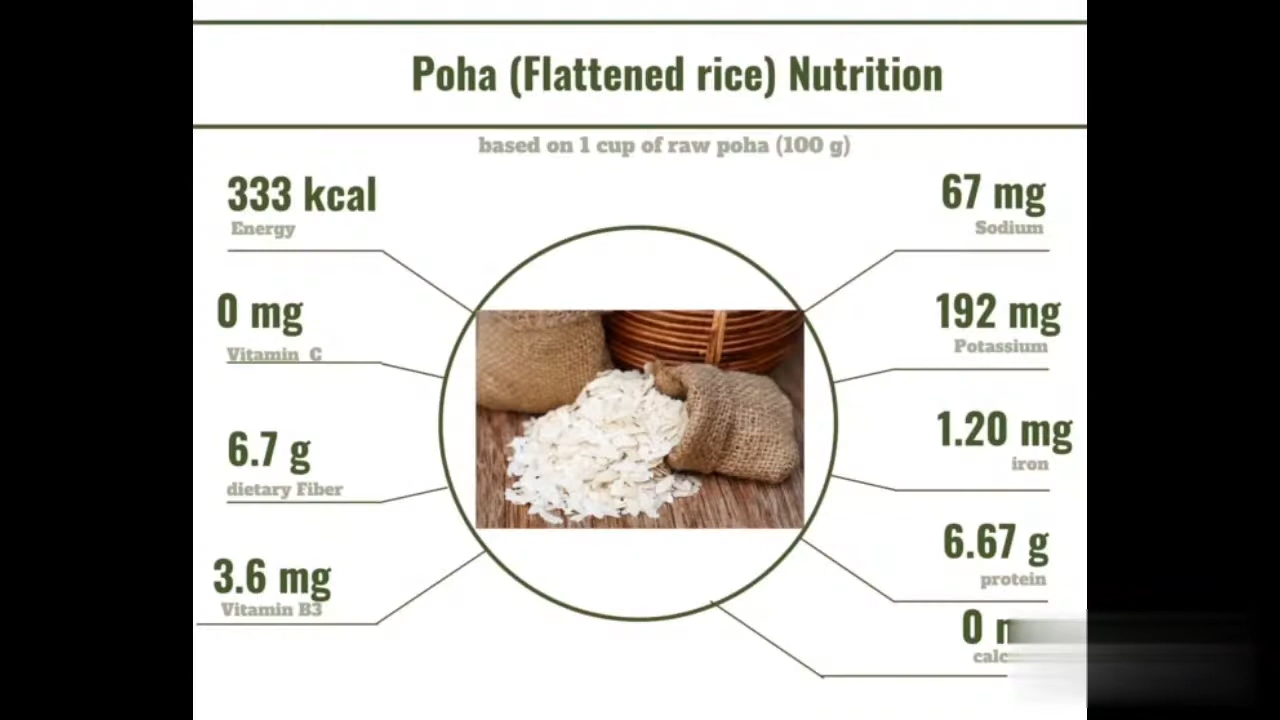 Poha (Flattened rice) Nutrition
based on 1 cup of raw poha (100 g)
333 kcal
Energy
0 mg
Vitamin C
6.7 g
dietary Fiber
3.6 mg
Vitamin B3
67 mg
Sodium
192 mg
Potassium
1.20 mg
iron
6.67 g
protein
0